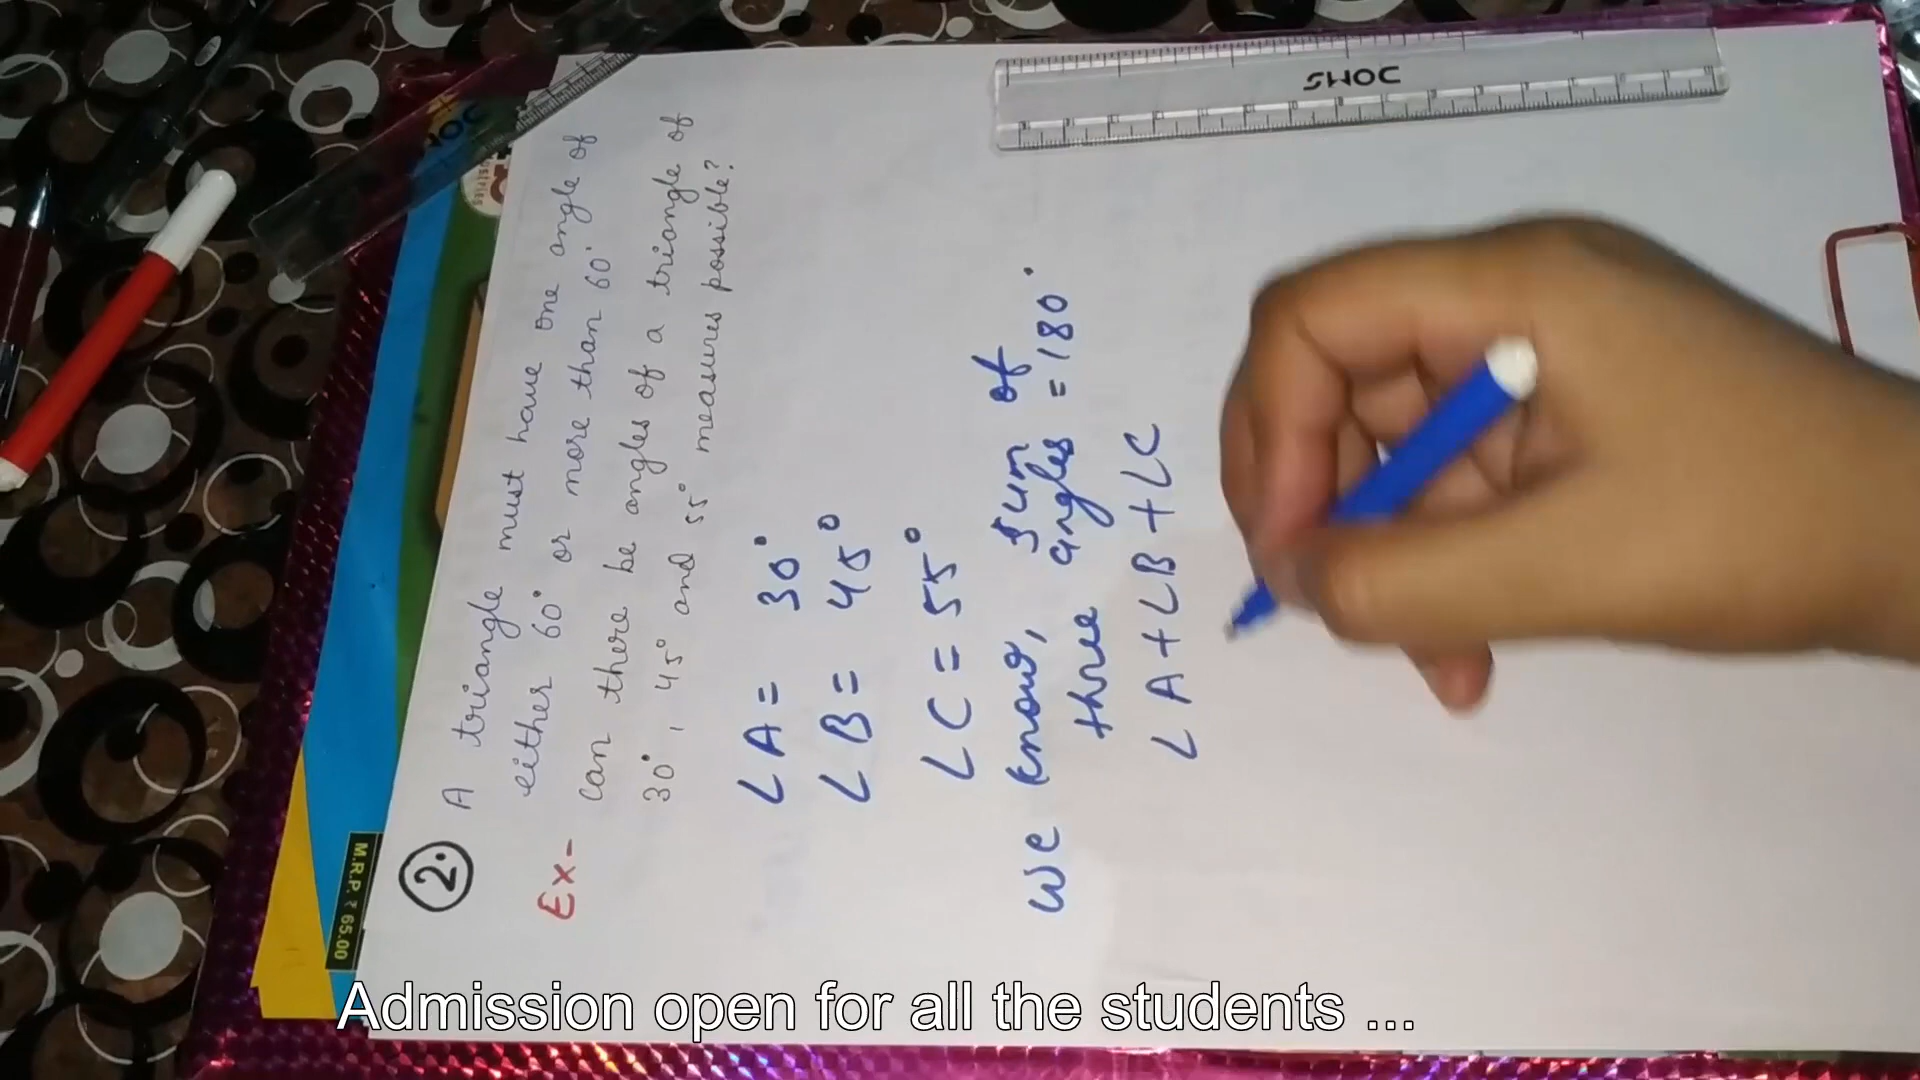 2. A triangle must have one angle of
either 60° or more than 60°
Ex- Can there be angles of a triangle of
30°, 45° and 55° measures possible?
∠A = 30°
∠B = 45°
∠C = 55°
We know, sum of
three angles = 180°
∠A + ∠B + ∠C
DOMS
M.R.P. ₹ 65.00
Admission open for all the students ...